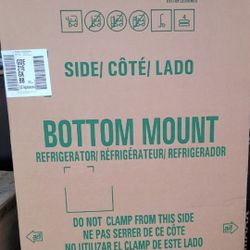 SIDE/ CÔTÉ/ LADO
BOTTOM MOUNT
REFRIGERATOR/ RÉFRIGÉRATEUR/ REFRIGERADOR
DO NOT CLAMP FROM THIS SIDE
NE PAS SERRER DE CE CÔTE
NO UTILIZAR EL CLAMP DE ESTE LADO